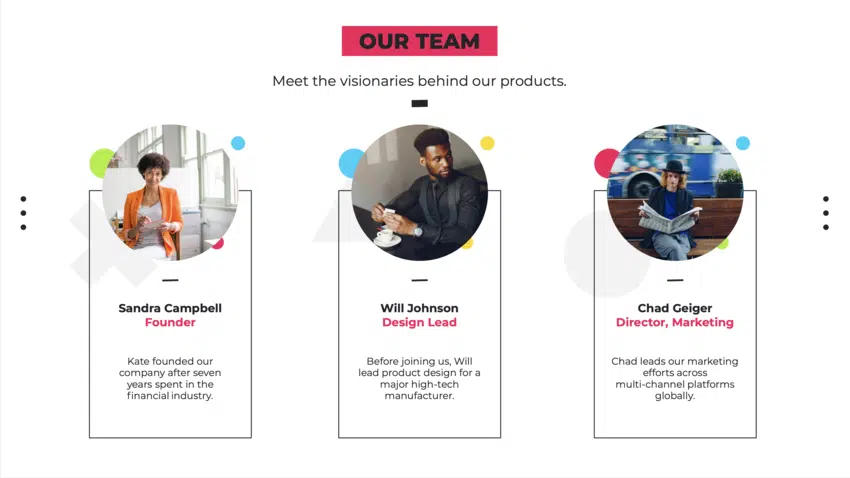 OUR TEAM
Meet the visionaries behind our products.
Sandra Campbell
Founder
Kate founded our
company after seven
years spent in the
financial industry.
Will Johnson
Design Lead
Before joining us, Will
lead product design for a
major high-tech
manufacturer.
Chad Geiger
Director, Marketing
Chad leads our marketing
efforts across
multi-channel platforms
globally.